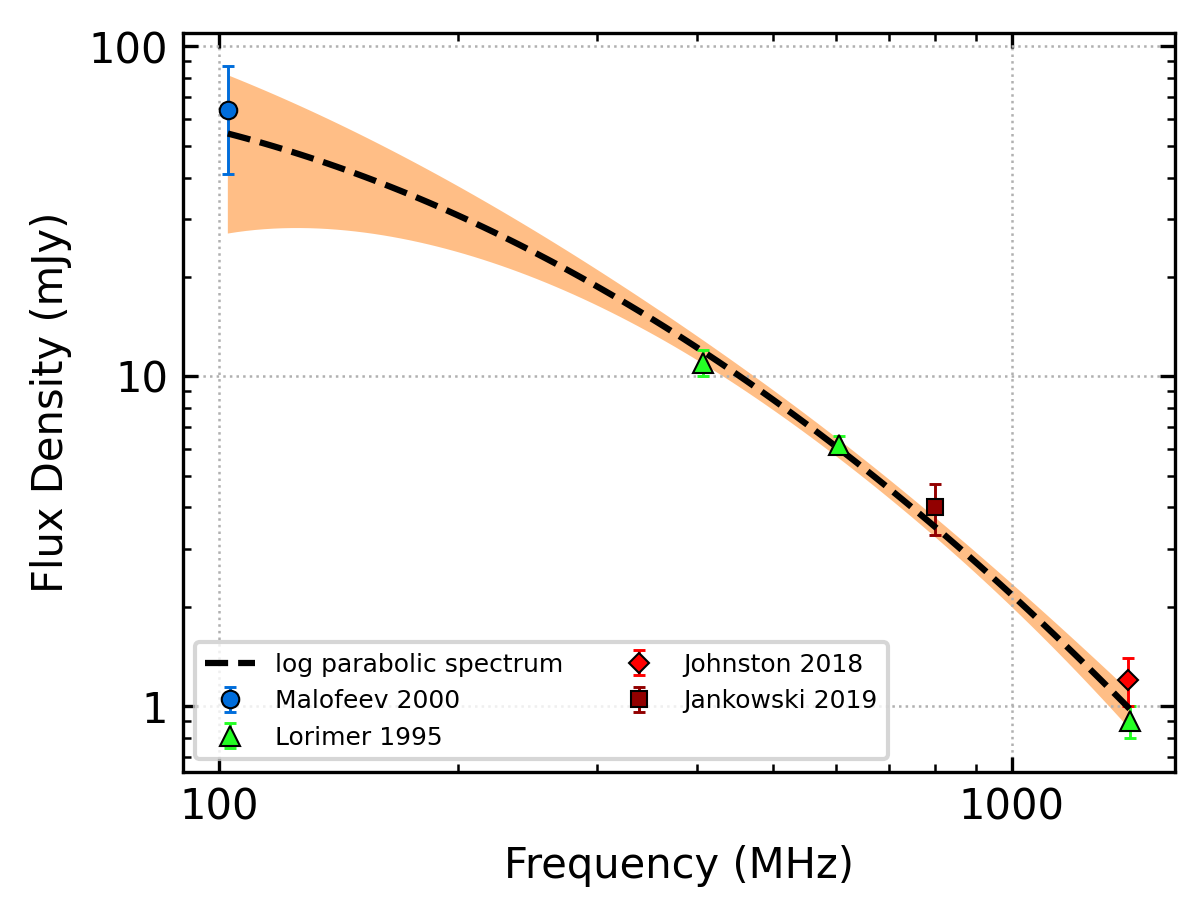 100
10
1
Flux Density (mJy)
log parabolic spectrum
Malofeev 2000
Lorimer 1995
Johnston 2018
Jankowski 2019
100
1000
Frequency (MHz)